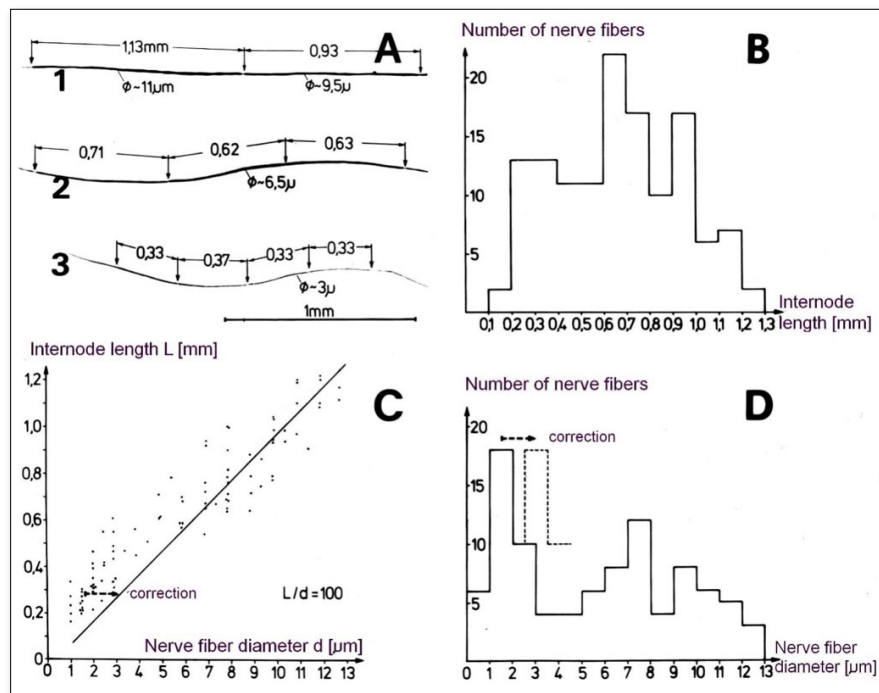 A
1,13mm 0,93
1
Φ~11μm Φ~9,5μ
0,71 0,62 0,63
2
Φ~6,5μ
0,33 0,37 0,33 0,33
3
Φ~3μ
1mm
Number of nerve fibers
B
20
15
10
5
0,1 0,2 0,3 0,4 0,5 0,6 0,7 0,8 0,9 1,0 1,1 1,2 1,3
Internode
length [mm]
Internode length L [mm]
C
1,2
1,0
0,8
0,6
0,4
0,2
0
correction
L/d=100
Nerve fiber diameter d [μm]
0 1 2 3 4 5 6 7 8 9 10 11 12 13
Number of nerve fibers
D
correction
20
15
10
5
0 1 2 3 4 5 6 7 8 9 10 11 12 13
Nerve fiber
diameter [μm]